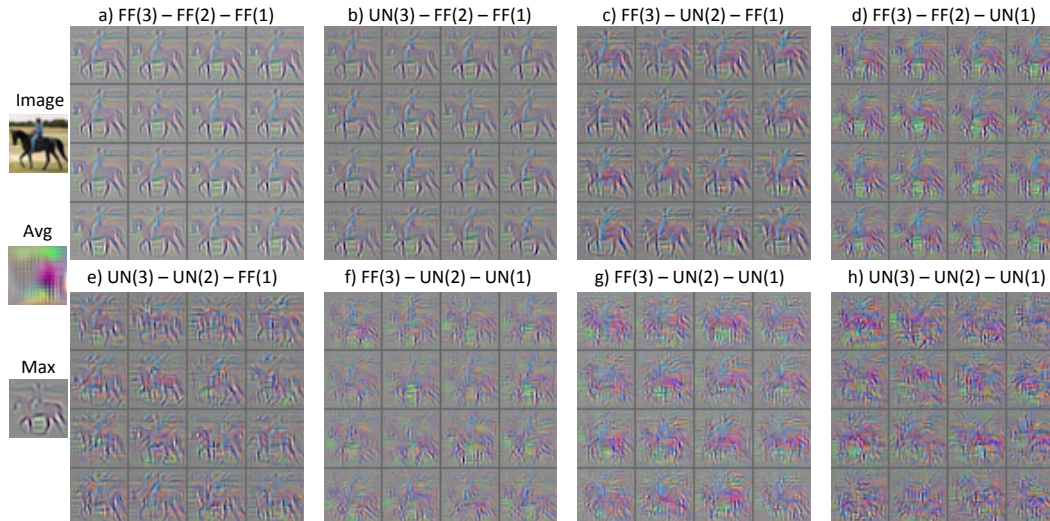 a) FF(3) – FF(2) – FF(1)
b) UN(3) – FF(2) – FF(1)
c) FF(3) – UN(2) – FF(1)
d) FF(3) – FF(2) – UN(1)
Image
Avg
e) UN(3) – UN(2) – FF(1)
f) FF(3) – UN(2) – UN(1)
g) FF(3) – UN(2) – UN(1)
h) UN(3) – UN(2) – UN(1)
Max